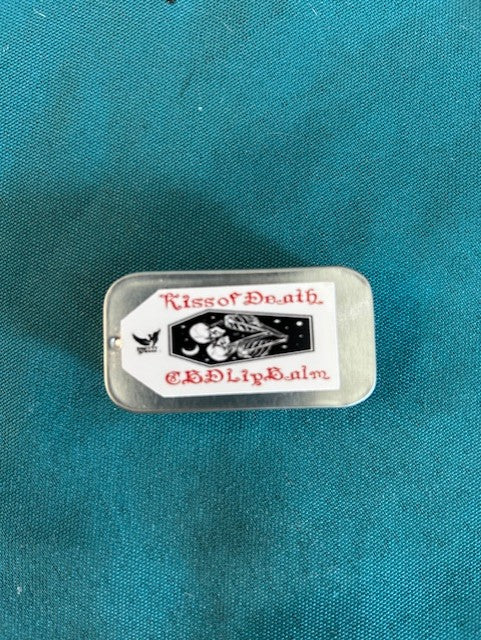 Kiss of Death
CBD Lip Balm